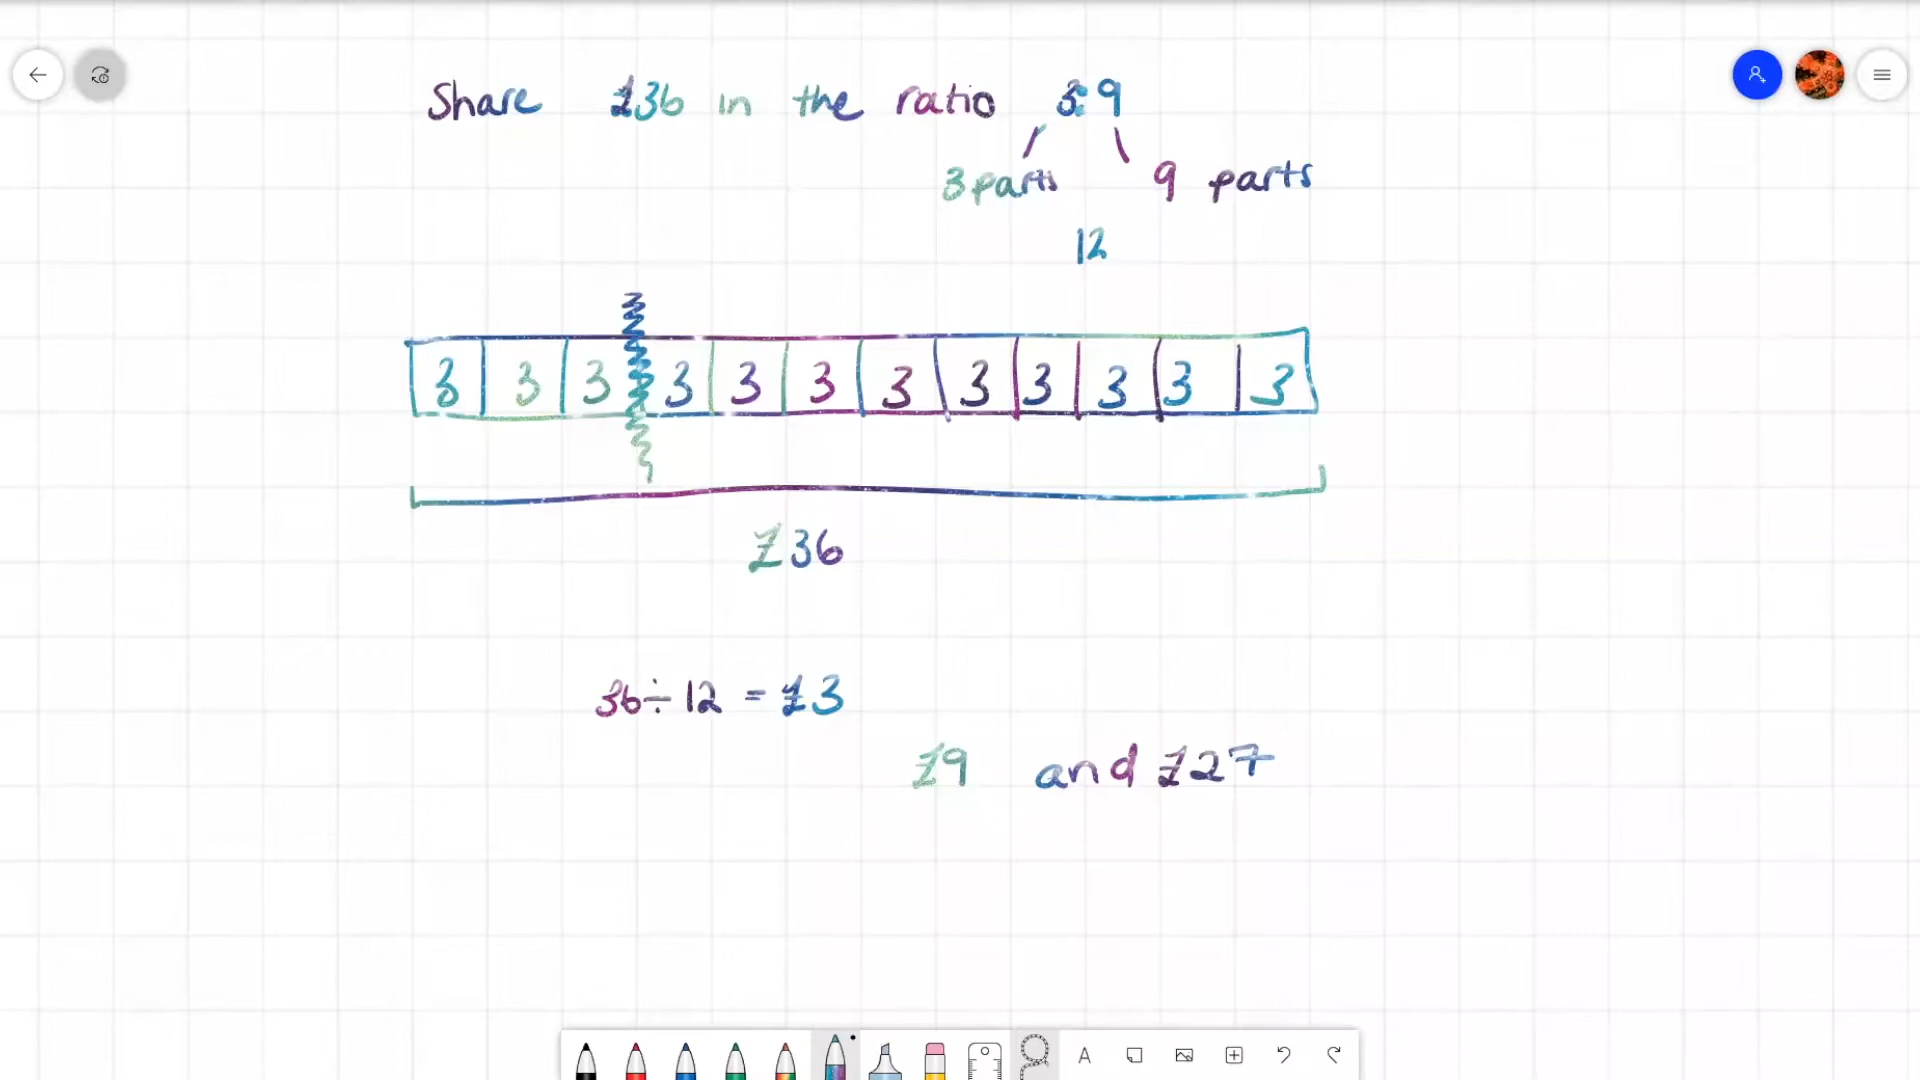 Share £36 in the ratio 3:9
3 parts 9 parts
12
3 3 3 3 3 3 3 3 3 3 3 3
£36
36 ÷ 12 = £3
£9 and £27
A